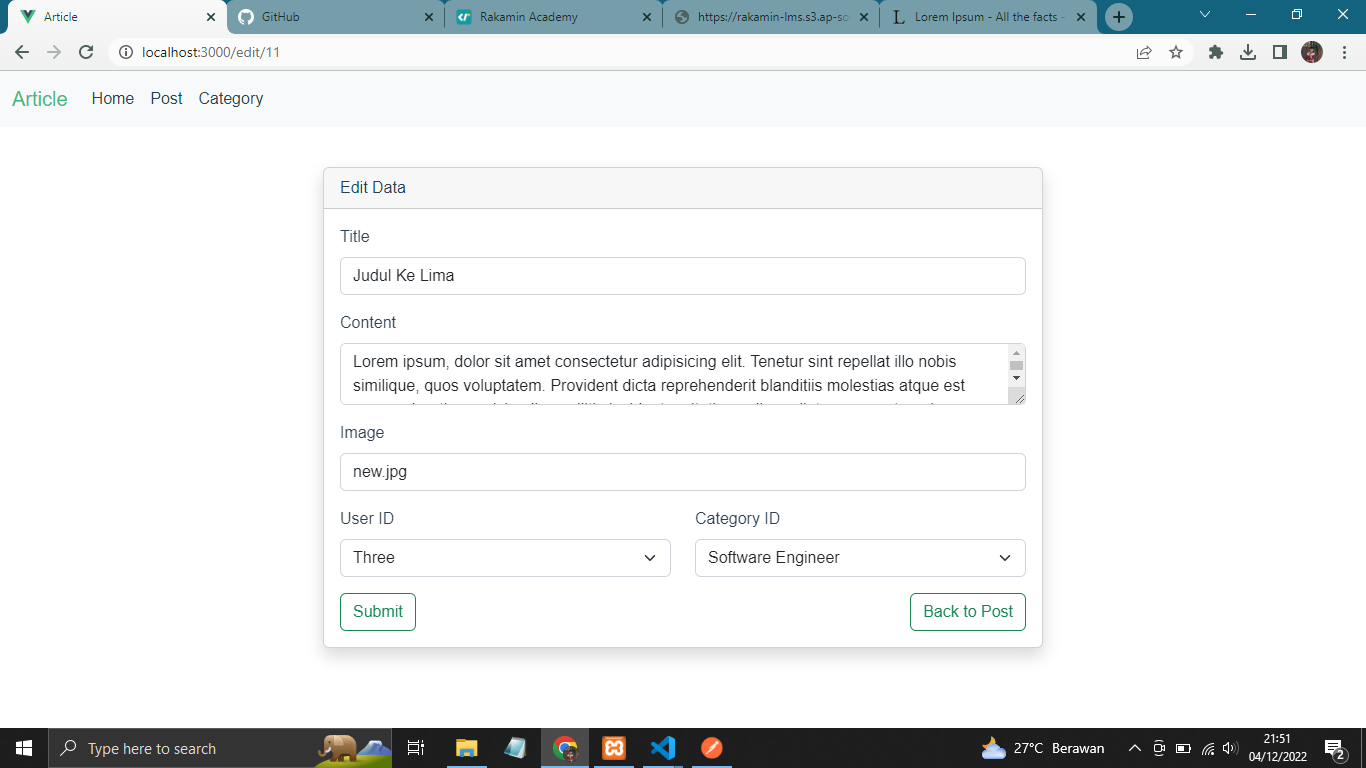 Article
GitHub
Rakamin Academy
https://rakamin-lms.s3.ap-so
Lorem Ipsum - All the facts -
localhost:3000/edit/11
Article Home Post Category
Edit Data
Title
Judul Ke Lima
Content
Lorem ipsum, dolor sit amet consectetur adipisicing elit. Tenetur sint repellat illo nobis
similique, quos voluptatem. Provident dicta reprehenderit blanditiis molestias atque est
Image
new.jpg
User ID
Category ID
Three
Software Engineer
Submit
Back to Post
Type here to search
27°C Berawan
21:51
04/12/2022
2